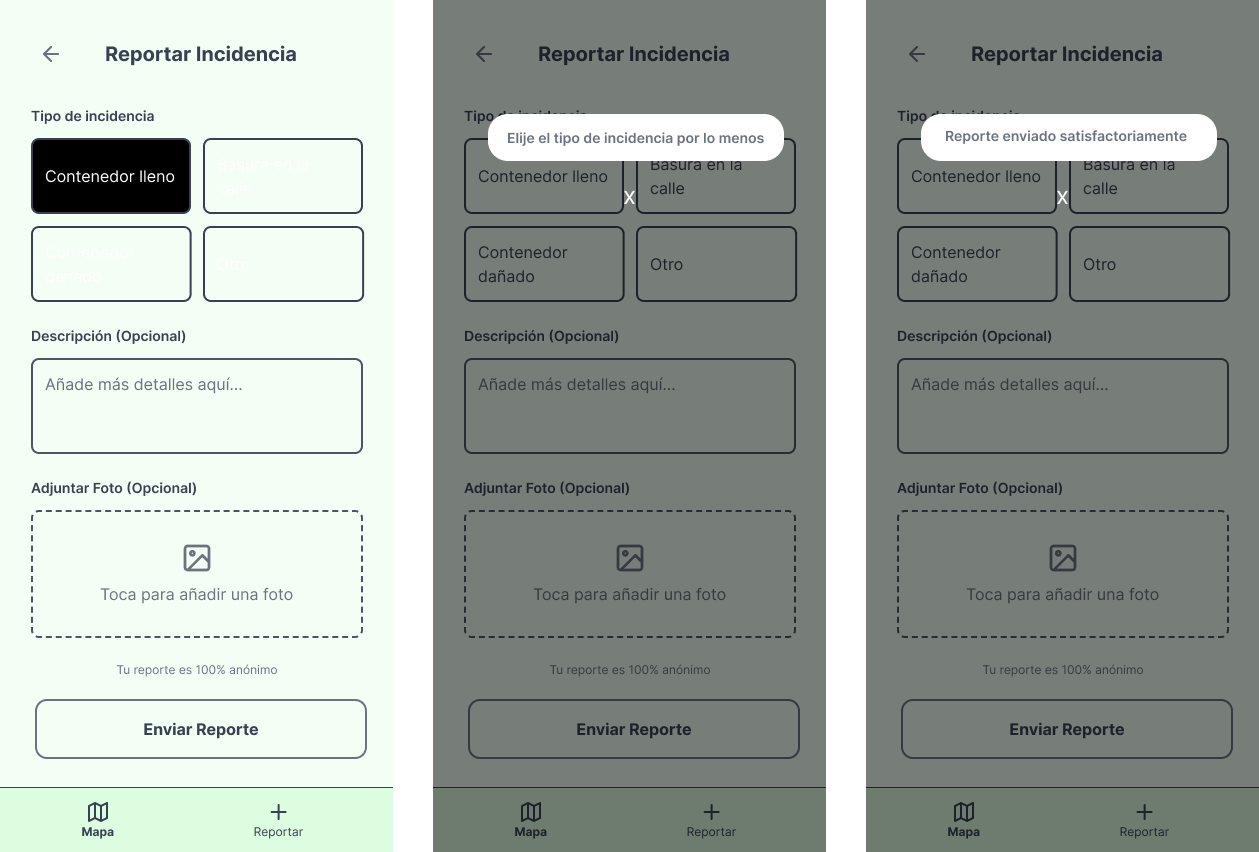 Reportar Incidencia
Tipo de incidencia
Contenedor lleno
Basura en la
calle
Contenedor
dañado
Otro
Descripción (Opcional)
Añade más detalles aquí...
Adjuntar Foto (Opcional)
Toca para añadir una foto
Tu reporte es 100% anónimo
Enviar Reporte
Mapa
Reportar
Reportar Incidencia
Tipo de incidencia
Elije el tipo de incidencia por lo menos
Contenedor lleno
Basura en la
calle
X
Contenedor
dañado
Otro
Descripción (Opcional)
Añade más detalles aquí...
Adjuntar Foto (Opcional)
Toca para añadir una foto
Tu reporte es 100% anónimo
Enviar Reporte
Mapa
Reportar
Reportar Incidencia
Tipo de incidencia
Reporte enviado satisfactoriamente
Contenedor lleno
Basura en la
calle
X
Contenedor
dañado
Otro
Descripción (Opcional)
Añade más detalles aquí...
Adjuntar Foto (Opcional)
Toca para añadir una foto
Tu reporte es 100% anónimo
Enviar Reporte
Mapa
Reportar